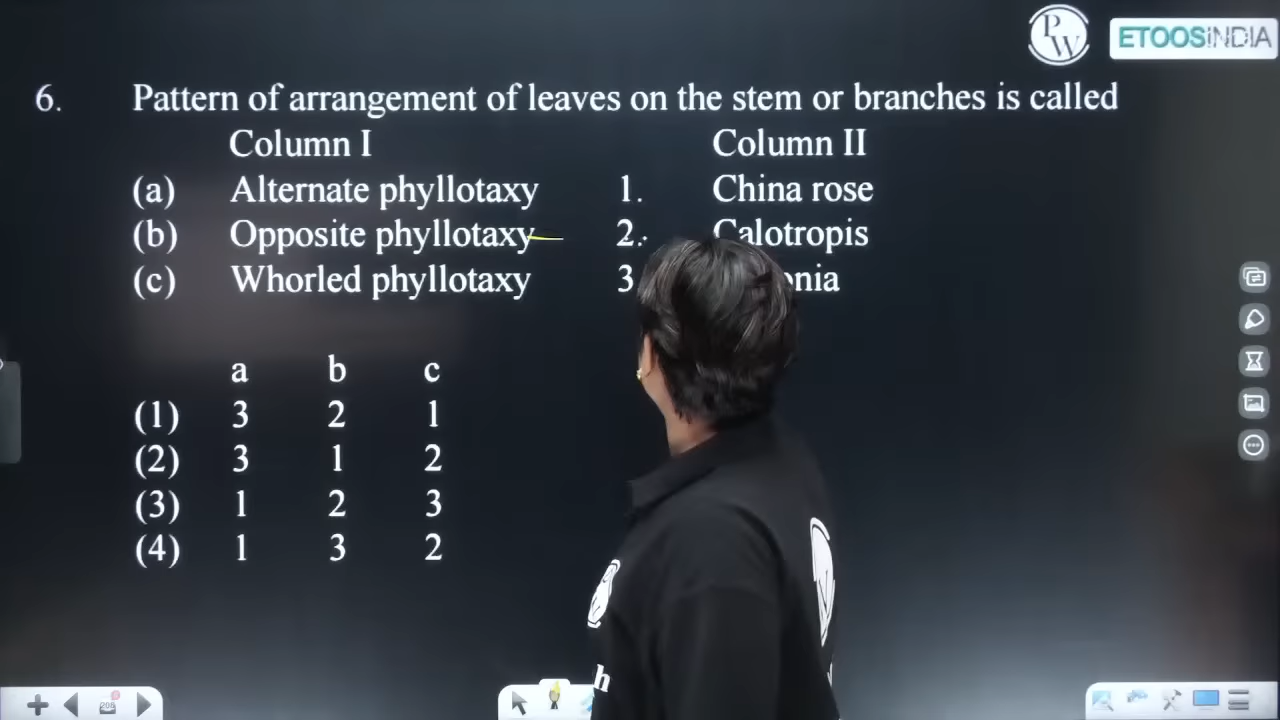 PW
ETOOSINDIA
6. Pattern of arrangement of leaves on the stem or branches is called
Column I Column II
(a) Alternate phyllotaxy 1. China rose
(b) Opposite phyllotaxy 2. Calotropis
(c) Whorled phyllotaxy 3
a b c
(1) 3 2 1
(2) 3 1 2
(3) 1 2 3
(4) 1 3 2
h